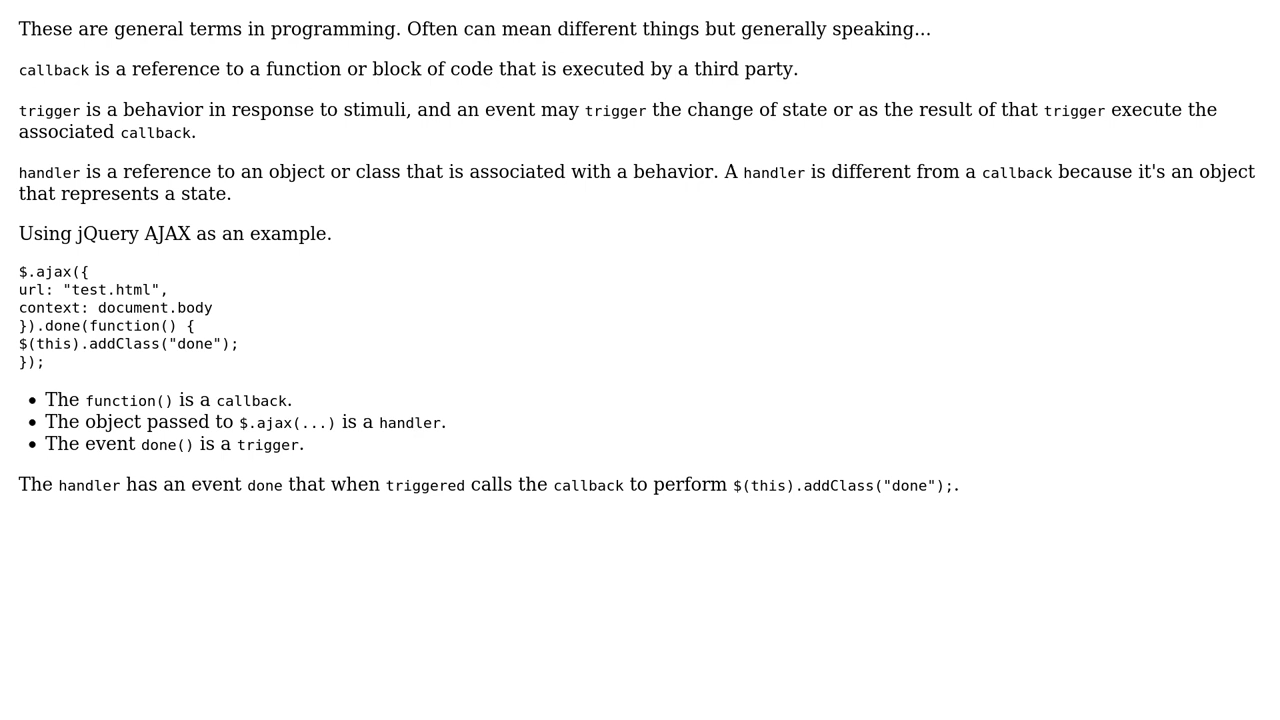 These are general terms in programming. Often can mean different things but generally speaking...
callback is a reference to a function or block of code that is executed by a third party.
trigger is a behavior in response to stimuli, and an event may trigger the change of state or as the result of that trigger execute the
associated callback.
handler is a reference to an object or class that is associated with a behavior. A handler is different from a callback because it's an object
that represents a state.
Using jQuery AJAX as an example.
$.ajax({
url: "test.html",
context: document.body
}).done(function() {
$(this).addClass("done");
});
• The function() is a callback.
• The object passed to $.ajax(...) is a handler.
• The event done() is a trigger.
The handler has an event done that when triggered calls the callback to perform $(this).addClass("done");.